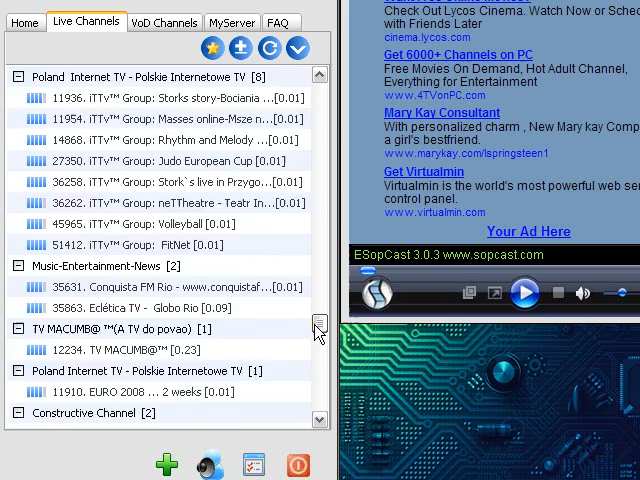 Home
Live Channels
VoD Channels
MyServer
FAQ
Poland Internet TV - Polskie Internetowe TV [8]
11936. iTTv™ Group: Storks story-Bociania ...[0.01]
11954. iTTv™ Group: Masses online-Msze n...[0.01]
14868. iTTv™ Group: Rhythm and Melody ...[0.01]
27350. iTTv™ Group: Judo European Cup [0.01]
36258. iTTv™ Group: Stork`s live in Przygo...[0.01]
36262. iTTv™ Group: neTTheatre - Teatr In...[0.01]
45965. iTTv™ Group: Volleyball [0.01]
51412. iTTv™ Group: FitNet [0.01]
Music-Entertainment-News [2]
35631. Conquista FM Rio - www.conquistaf...[0.01]
35863. Eclética TV - Globo Rio [0.09]
TV MACUMB@ ™(A TV do povao) [1]
12234. TV MACUMB@™ [0.23]
Poland Internet TV - Polskie Internetowe TV [1]
11910. EURO 2008 ... 2 weeks [0.01]
Constructive Channel [2]
Check Out Lycos Cinema. Watch Now or Sched
with Friends Later
cinema.lycos.com
Get 6000+ Channels on PC
Free Movies On Demand, Hot Adult Channel,
Everything for Entertainment
www.4TVonPC.com
Mary Kay Consultant
With personalized charm , New Mary kay Comp
a girl's bestfriend.
www.marykay.com/lspringsteen1
Get Virtualmin
Virtualmin is the world's most powerful web se
control panel.
www.virtualmin.com
Your Ad Here
ESopCast 3.0.3 www.sopcast.com